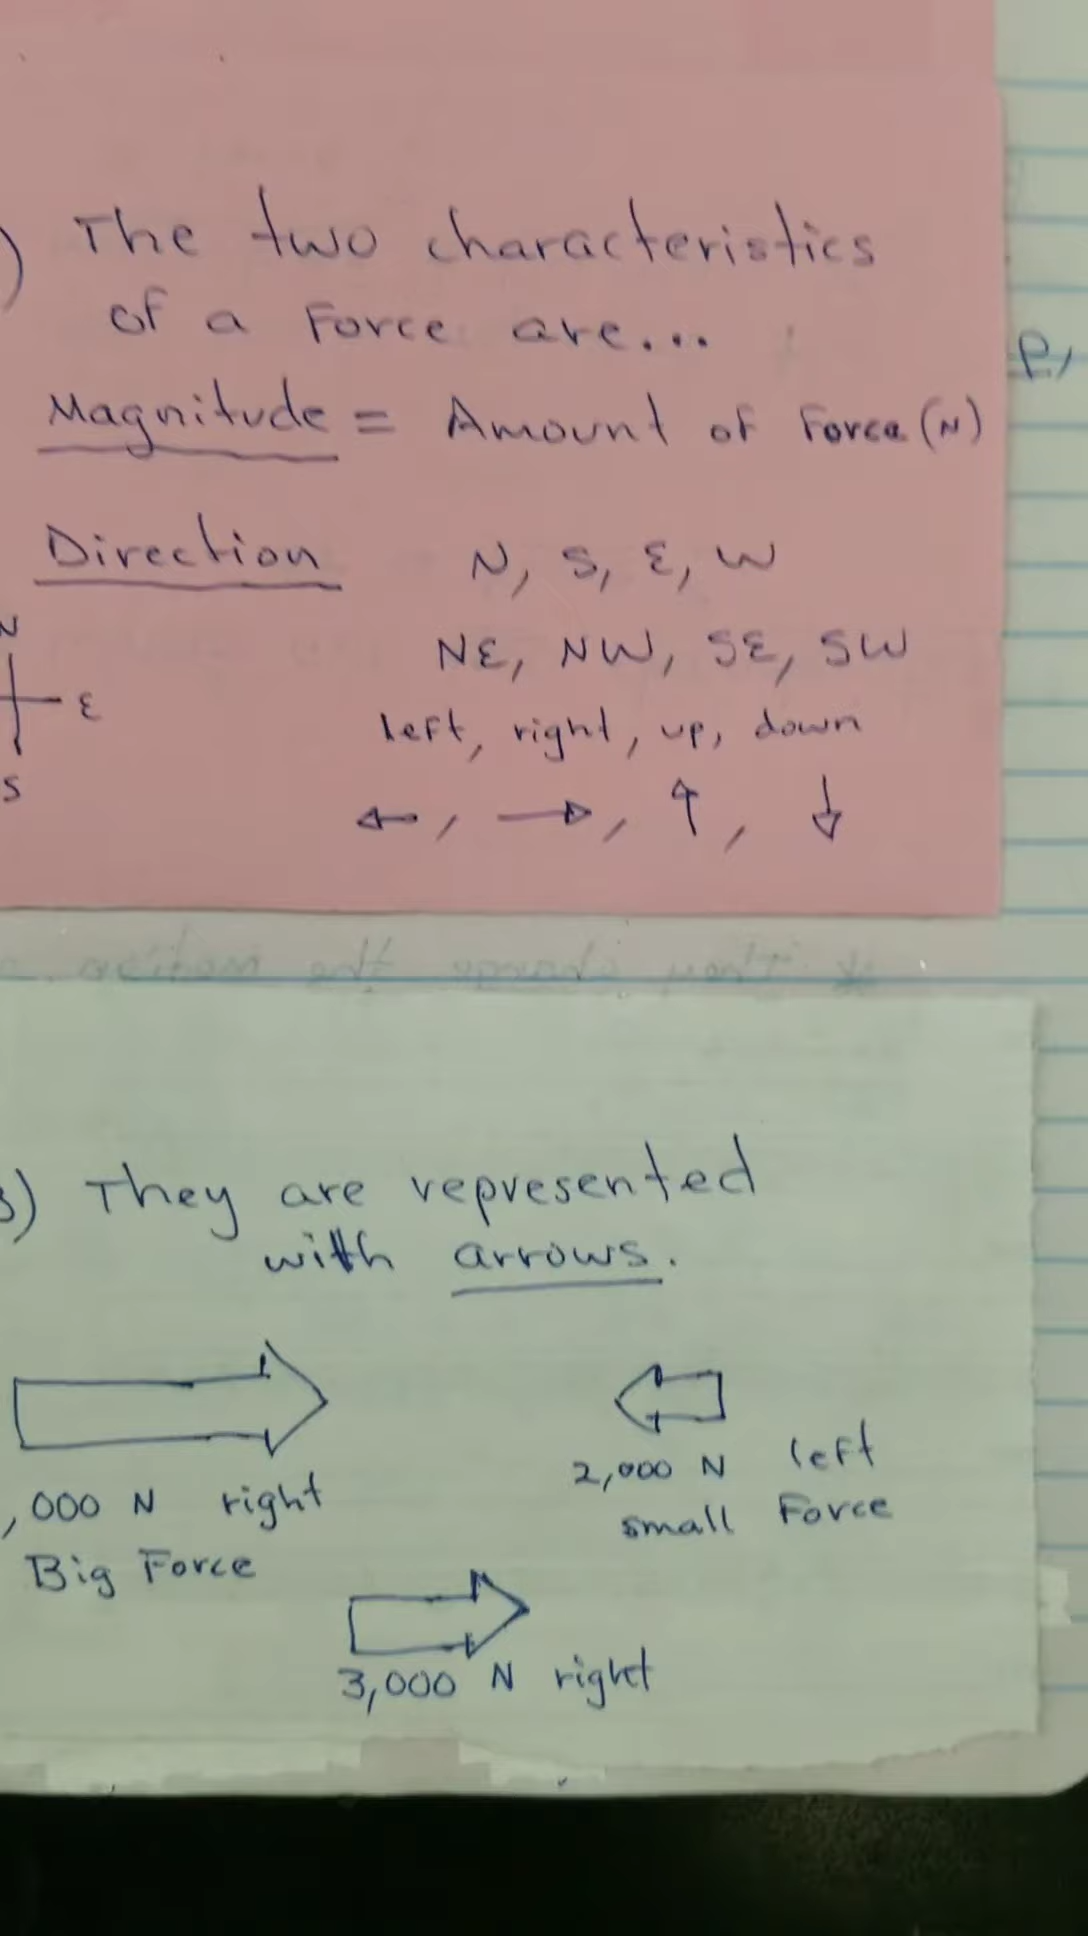 ) The two characteristics
of a Force are...
Magnitude = Amount of Force (N)
Direction N, S, E, W
NE, NW, SE, SW
left, right, up, down
←, →, ↑, ↓
N
E
S
3) They are represented
with arrows.
,000 N right
Big Force
2,000 N left
small Force
3,000 N right